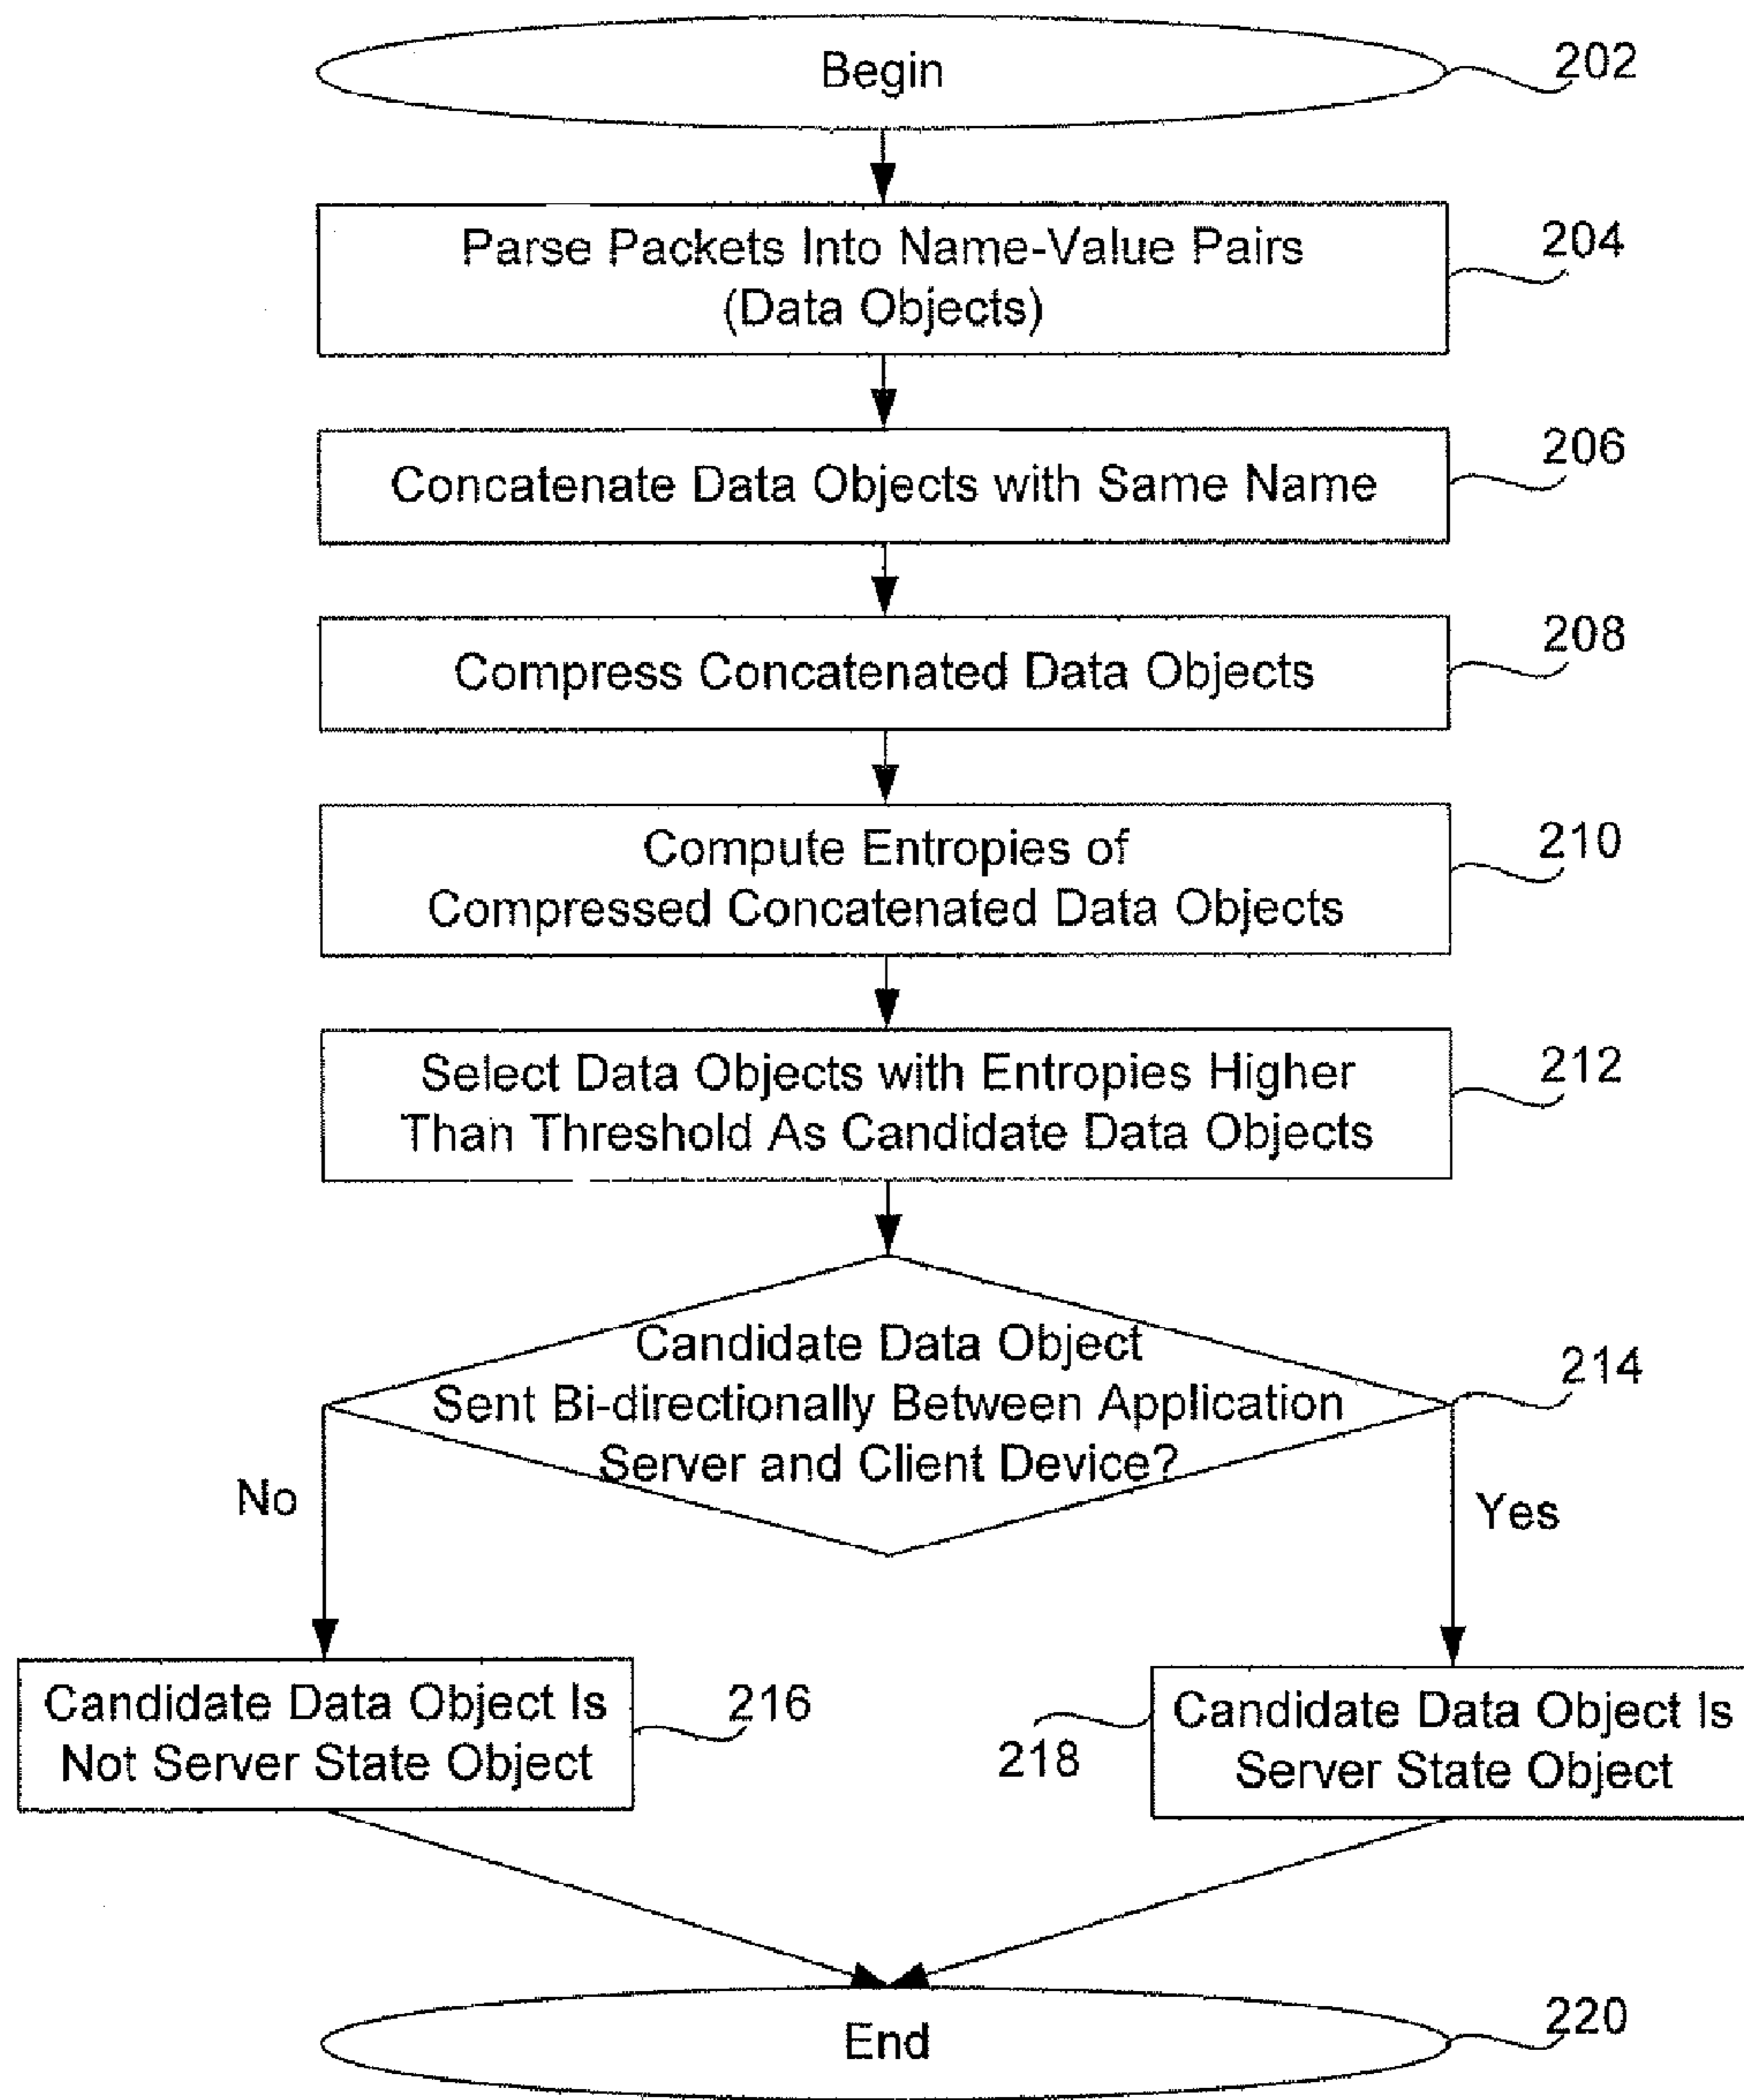 Begin
202
Parse Packets Into Name-Value Pairs
(Data Objects)
204
Concatenate Data Objects with Same Name
206
Compress Concatenated Data Objects
208
Compute Entropies of
Compressed Concatenated Data Objects
210
Select Data Objects with Entropies Higher
Than Threshold As Candidate Data Objects
212
Candidate Data Object
Sent Bi-directionally Between Application
Server and Client Device?
214
No
Yes
Candidate Data Object Is
Not Server State Object
216
218
Candidate Data Object Is
Server State Object
End
220